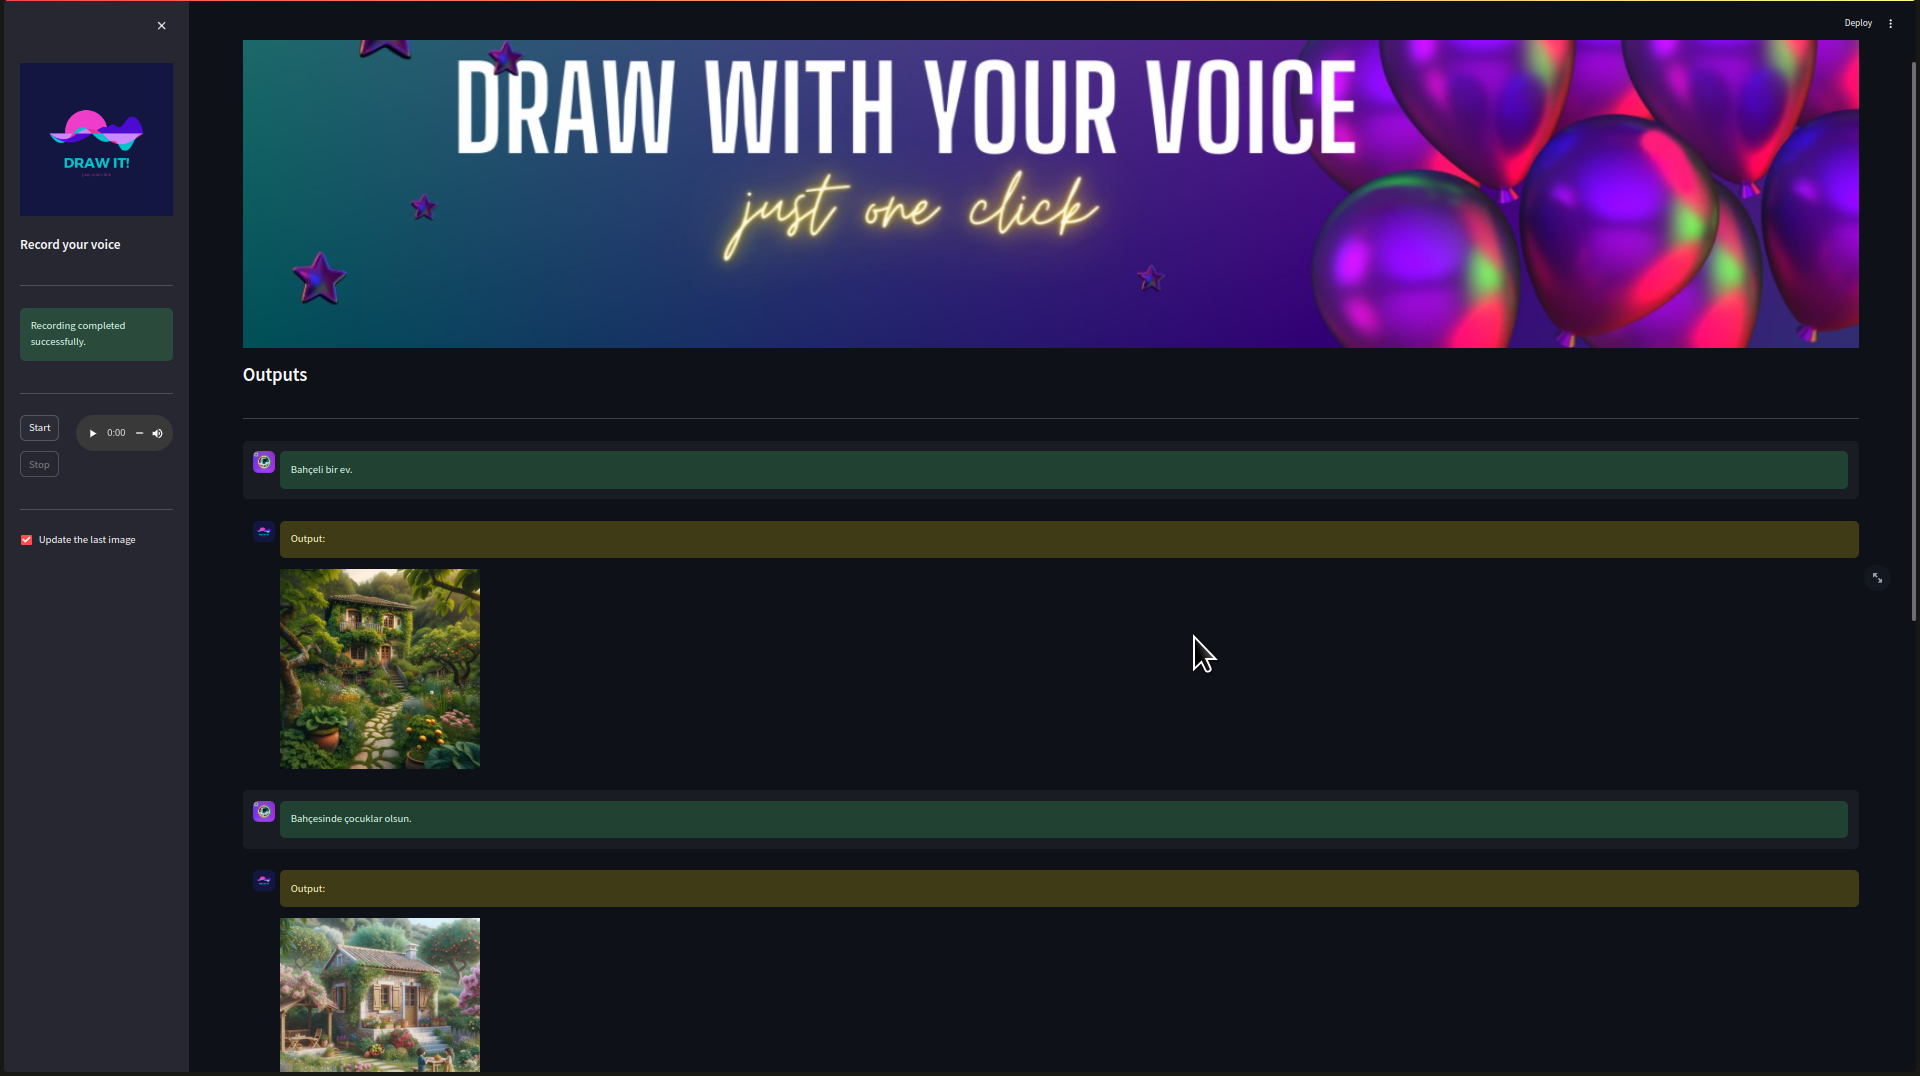 Deploy
DRAW WITH YOUR VOICE
just one click
DRAW IT!
Record your voice
Recording completed
successfully.
Start
0:00
Stop
Update the last image
Outputs
Bahçeli bir ev.
Output:
Bahçesinde çocuklar olsun.
Output: